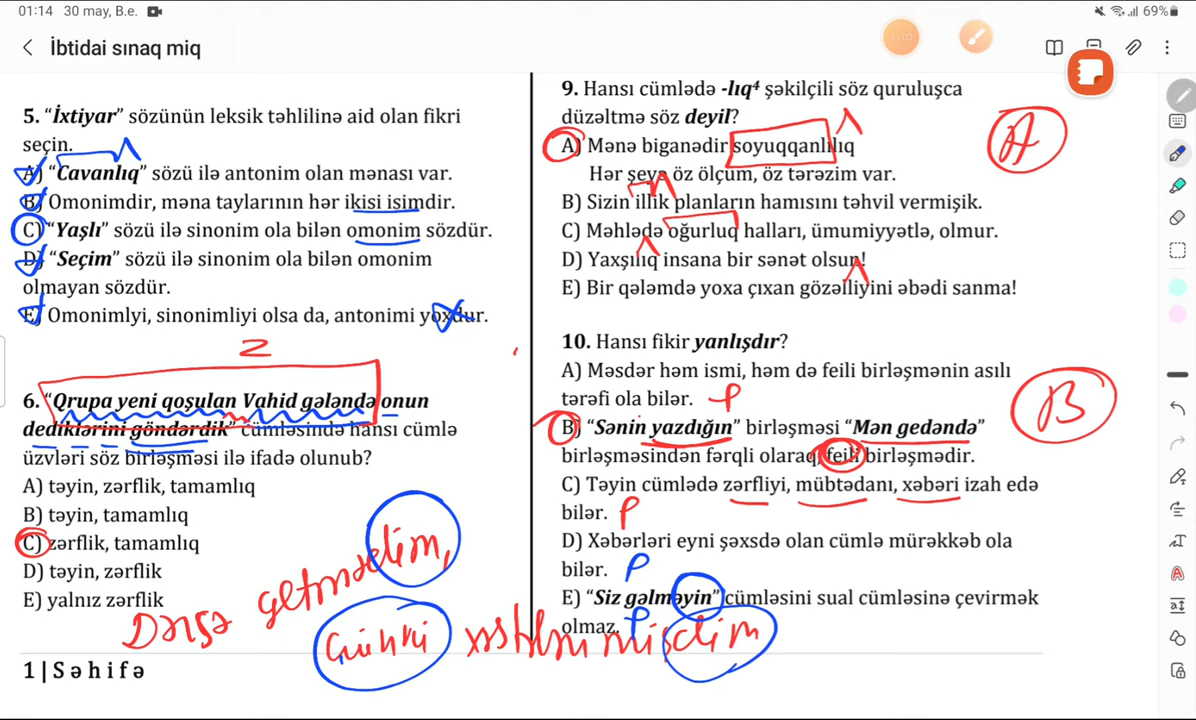 01:14 30 may, B.e.
69%
İbtidai sınaq miq
5. “İxtiyar” sözünün leksik təhlilinə aid olan fikri
seçin.
A) “Cavanlıq” sözü ilə antonim olan mənası var.
B) Omonimdir, məna taylarının hər ikisi isimdir.
C) “Yaşlı” sözü ilə sinonim ola bilən omonim sözdür.
D) “Seçim” sözü ilə sinonim ola bilən omonim
olmayan sözdür.
E) Omonimlyi, sinonimliyi olsa da, antonimi yoxdur.
z
6. “Qrupa yeni qoşulan Vahid gələndə onun
dediklərini göndərdik” cümləsində hansı cümlə
üzvləri söz birləşməsi ilə ifadə olunub?
A) təyin, zərflik, tamamlıq
B) təyin, tamamlıq
C) zərflik, tamamlıq
D) təyin, zərflik
E) yalnız zərflik
Dərsə getmədim,
Çünki xəstələnmişdim
1|Səhifə
9. Hansı cümlədə -lıq⁴ şəkilçili söz quruluşca
düzəltmə söz deyil?
A
A) Mənə biganədir soyuqqanlılıq
Hər şeyə öz ölçüm, öz tərəzim var.
B) Sizin illik planların hamısını təhvil vermişik.
C) Məhlədə oğurluq halları, ümumiyyətlə, olmur.
D) Yaxşılıq insana bir sənət olsun!
E) Bir qələmdə yoxa çıxan gözəlliyini əbədi sanma!
10. Hansı fikir yanlışdır?
A) Məsdər həm ismi, həm də feili birləşmənin asılı
tərəfi ola bilər. p
B
B) “Sənin yazdığın” birləşməsi “Mən gedəndə”
birləşməsindən fərqli olaraq, feili birləşmədir.
C) Təyin cümlədə zərfliyi, mübtədanı, xəbəri izah edə
bilər. p
D) Xəbərləri eyni şəxsdə olan cümlə mürəkkəb ola
bilər. p
E) “Siz gəlməyin” cümləsini sual cümləsinə çevirmək
olmaz. p